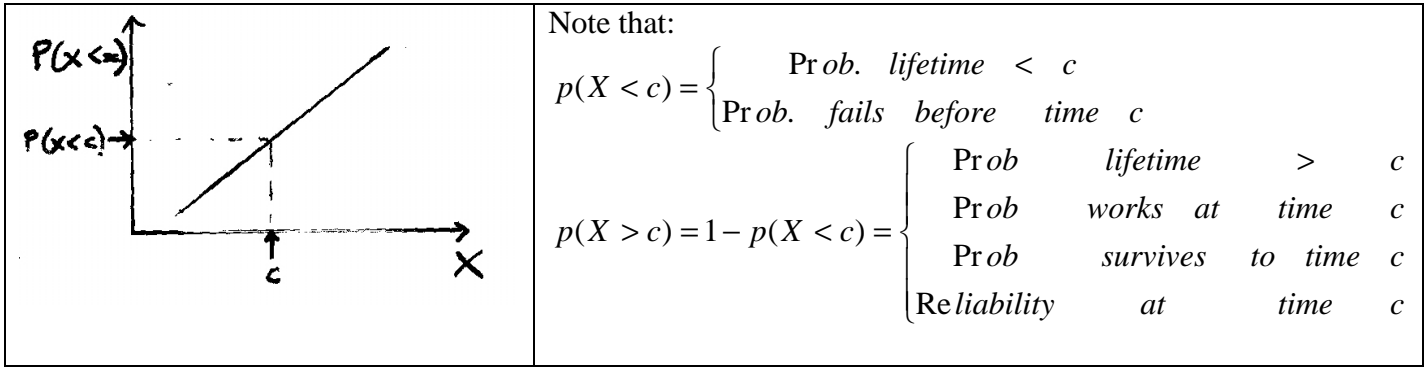 P(x<x)
P(x<c)→
c
X
Note that:
p(X < c) = { Prob. lifetime < c
Prob. fails before time c
p(X > c) = 1 − p(X < c) = { Prob lifetime > c
Prob works at time c
Prob survives to time c
Reliability at time c